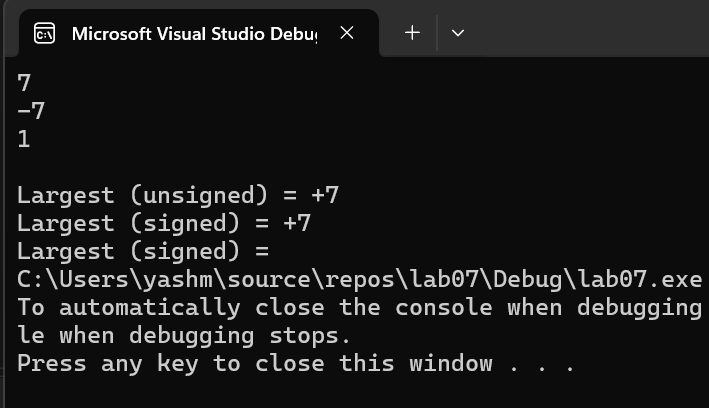 Microsoft Visual Studio Debu
7
-7
1
Largest (unsigned) = +7
Largest (signed) = +7
Largest (signed) =
C:\Users\yashm\source\repos\lab07\Debug\lab07.exe
To automatically close the console when debugging
le when debugging stops.
Press any key to close this window . . .